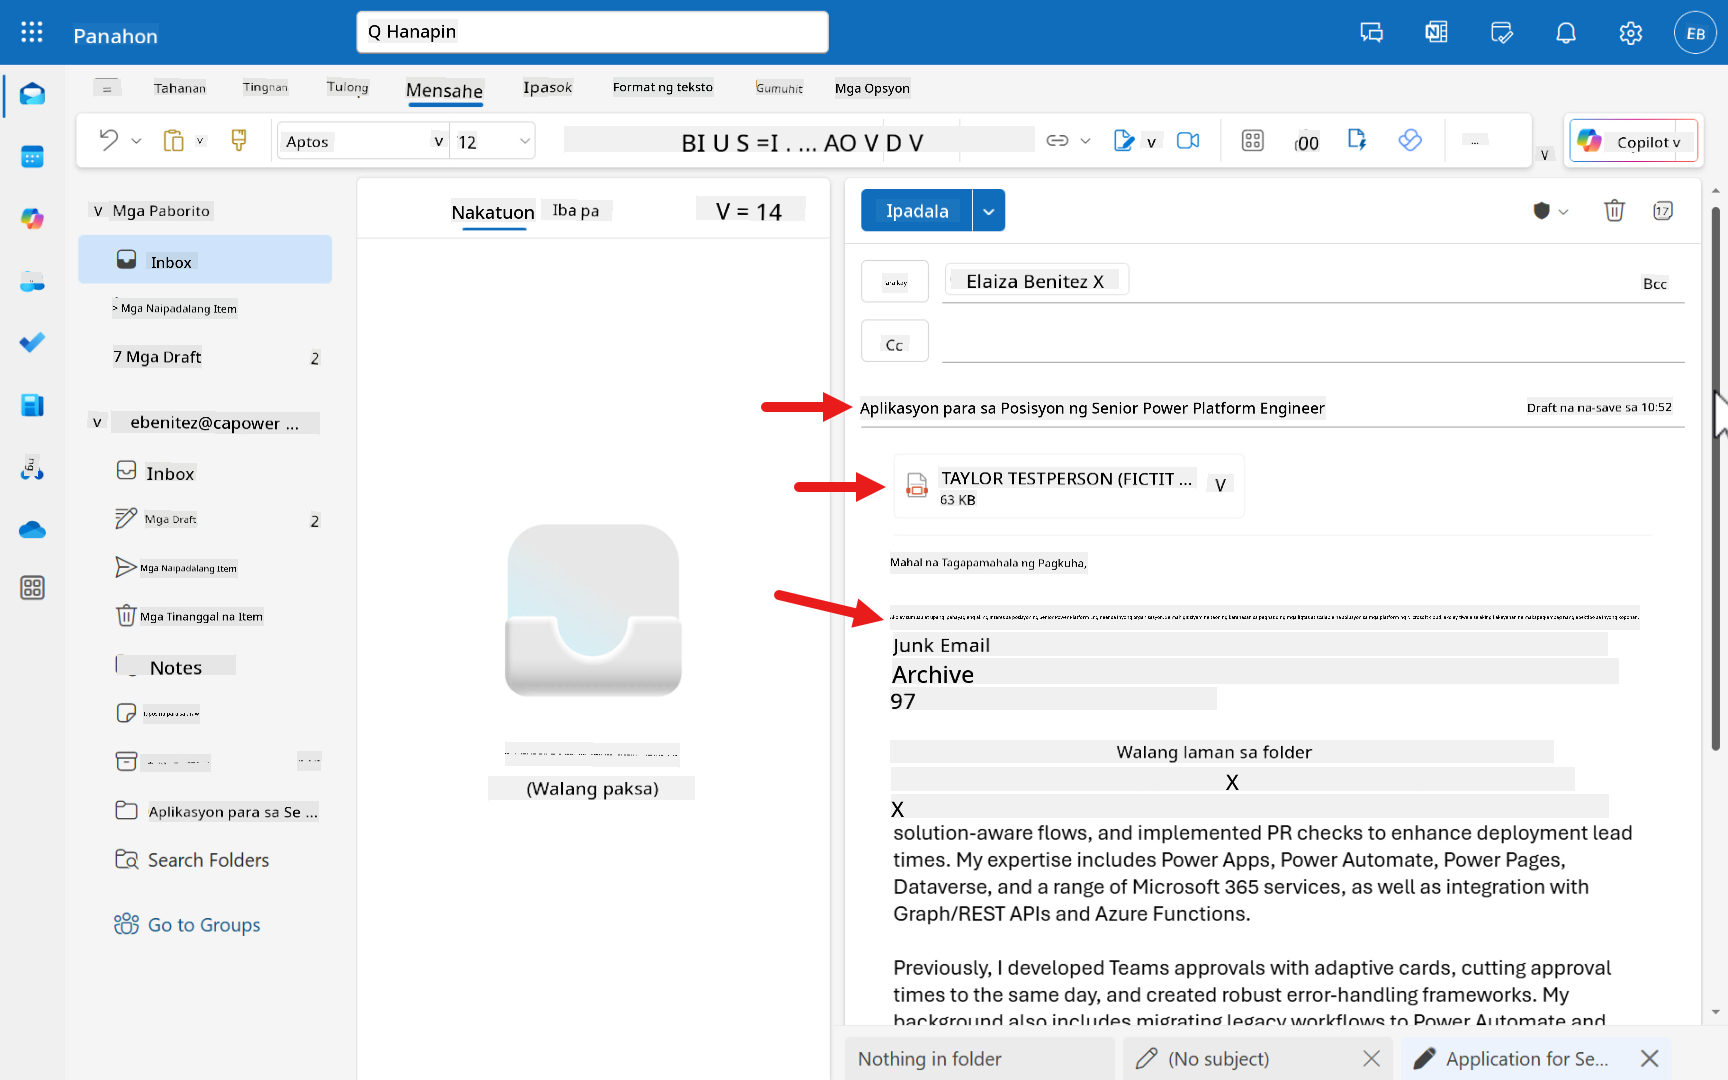 Panahon
Q Hanapin
EB
=
Tahanan
Tingnan
Tulong
Mensahe
Ipasok
Format ng teksto
Gumuhit
Mga Opsyon
Aptos
v
12
BI U S =I . ... AO V D V
v
00
...
v
Copilot v
v Mga Paborito
Inbox
> Mga Naipadalang Item
7 Mga Draft
2
v ebenitez@capower ...
Inbox
Mga Draft
2
Mga Naipadalang Item
Mga Tinanggal na Item
Notes
Aplikasyon para sa Se ...
Search Folders
Go to Groups
Nakatuon
Iba pa
V = 14
(Walang paksa)
Ipadala
17
Elaiza Benitez X
Bcc
Cc
Aplikasyon para sa Posisyon ng Senior Power Platform Engineer
Draft na na-save sa 10:52
TAYLOR TESTPERSON (FICTIT ...
V
63 KB
Mahal na Tagapamahala ng Pagkuha,
Junk Email
Archive
97
Walang laman sa folder
X
X
solution-aware flows, and implemented PR checks to enhance deployment lead
times. My expertise includes Power Apps, Power Automate, Power Pages,
Dataverse, and a range of Microsoft 365 services, as well as integration with
Graph/REST APIs and Azure Functions.
Previously, I developed Teams approvals with adaptive cards, cutting approval
times to the same day, and created robust error-handling frameworks. My
background also includes migrating legacy workflows to Power Automate and
Nothing in folder
(No subject)
Application for Se...